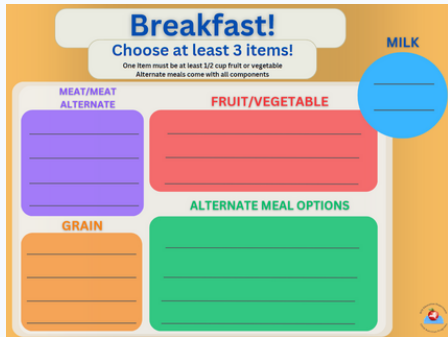 Breakfast!
Choose at least 3 items!
One Item must be at least 1/2 cup fruit or vegetable
Alternate meals come with all components
MILK
MEAT/MEAT
ALTERNATE
FRUIT/VEGETABLE
GRAIN
ALTERNATE MEAL OPTIONS